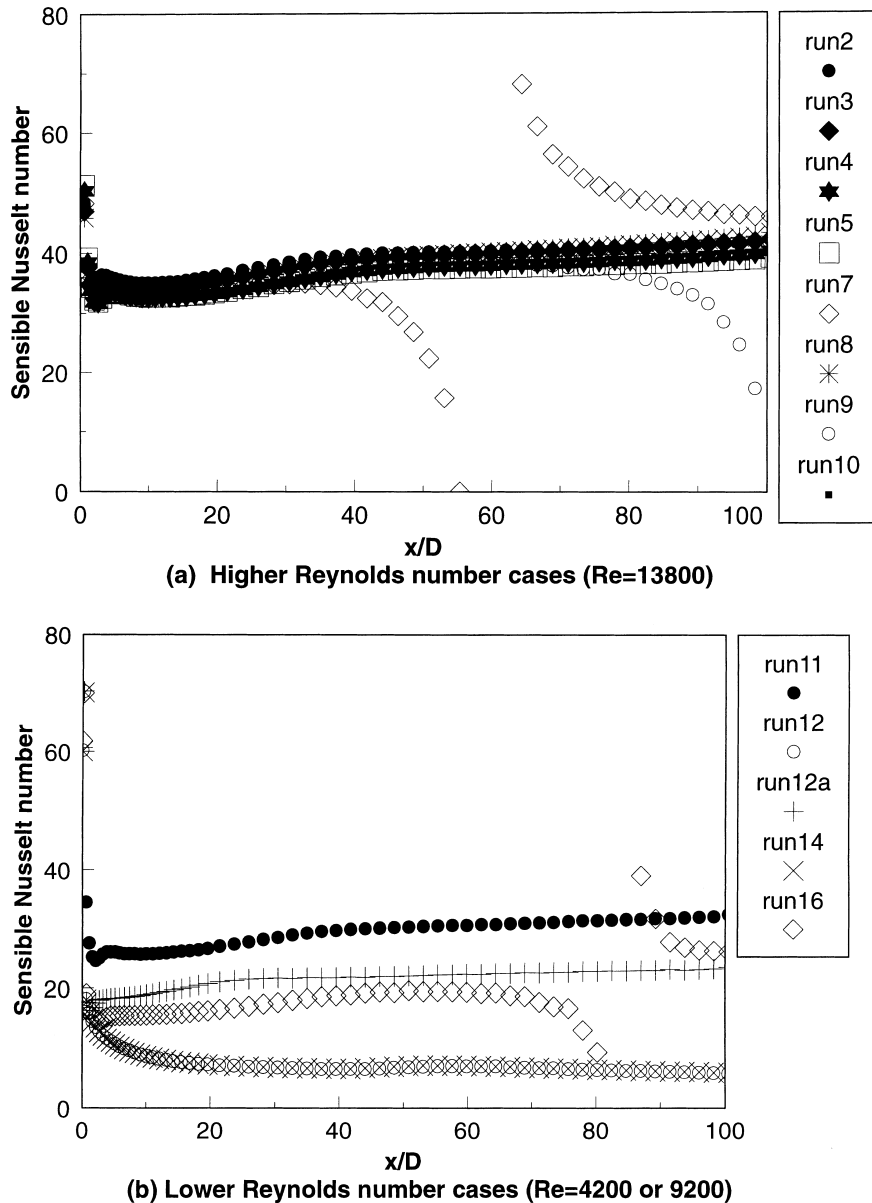 80
60
40
20
0
Sensible Nusselt number
0 20 40 60 80 100
x/D
(a) Higher Reynolds number cases (Re=13800)
run2
run3
run4
run5
run7
run8
run9
run10
80
60
40
20
0
Sensible Nusselt number
0 20 40 60 80 100
x/D
(b) Lower Reynolds number cases (Re=4200 or 9200)
run11
run12
run12a
run14
run16